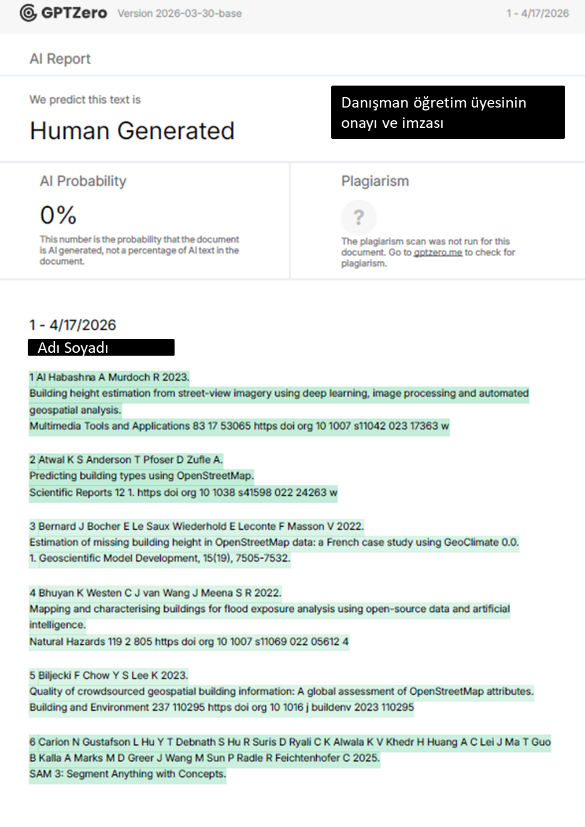 GPTZero Version 2026-03-30-base
1 - 4/17/2026
AI Report
We predict this text is
Human Generated
Danışman öğretim üyesinin
onayı ve imzası
AI Probability
0%
This number is the probability that the document
is AI generated, not a percentage of AI text in the
document.
Plagiarism
?
The plagiarism scan was not run for this
document. Go to gptzero.me to check for
plagiarism.
1 - 4/17/2026
Adı Soyadı
1 Al Habashna A Murdoch R 2023.
Building height estimation from street-view imagery using deep learning, image processing and automated
geospatial analysis.
Multimedia Tools and Applications 83 17 53065 https doi org 10 1007 s11042 023 17363 w
2 Atwal K S Anderson T Pfoser D Zufle A.
Predicting building types using OpenStreetMap.
Scientific Reports 12 1. https doi org 10 1038 s41598 022 24263 w
3 Bernard J Bocher E Le Saux Wiederhold E Leconte F Masson V 2022.
Estimation of missing building height in OpenStreetMap data: a French case study using GeoClimate 0.0.
1. Geoscientific Model Development, 15(19), 7505-7532.
4 Bhuyan K Westen C J van Wang J Meena S R 2022.
Mapping and characterising buildings for flood exposure analysis using open-source data and artificial
intelligence.
Natural Hazards 119 2 805 https doi org 10 1007 s11069 022 05612 4
5 Biljecki F Chow Y S Lee K 2023.
Quality of crowdsourced geospatial building information: A global assessment of OpenStreetMap attributes.
Building and Environment 237 110295 https doi org 10 1016 j buildenv 2023 110295
6 Carion N Gustafson L Hu Y T Debnath S Hu R Suris D Ryali C K Alwala K V Khedr H Huang A C Lei J Ma T Guo
B Kalla A Marks M D Greer J Wang M Sun P Radle R Feichtenhofer C 2025.
SAM 3: Segment Anything with Concepts.